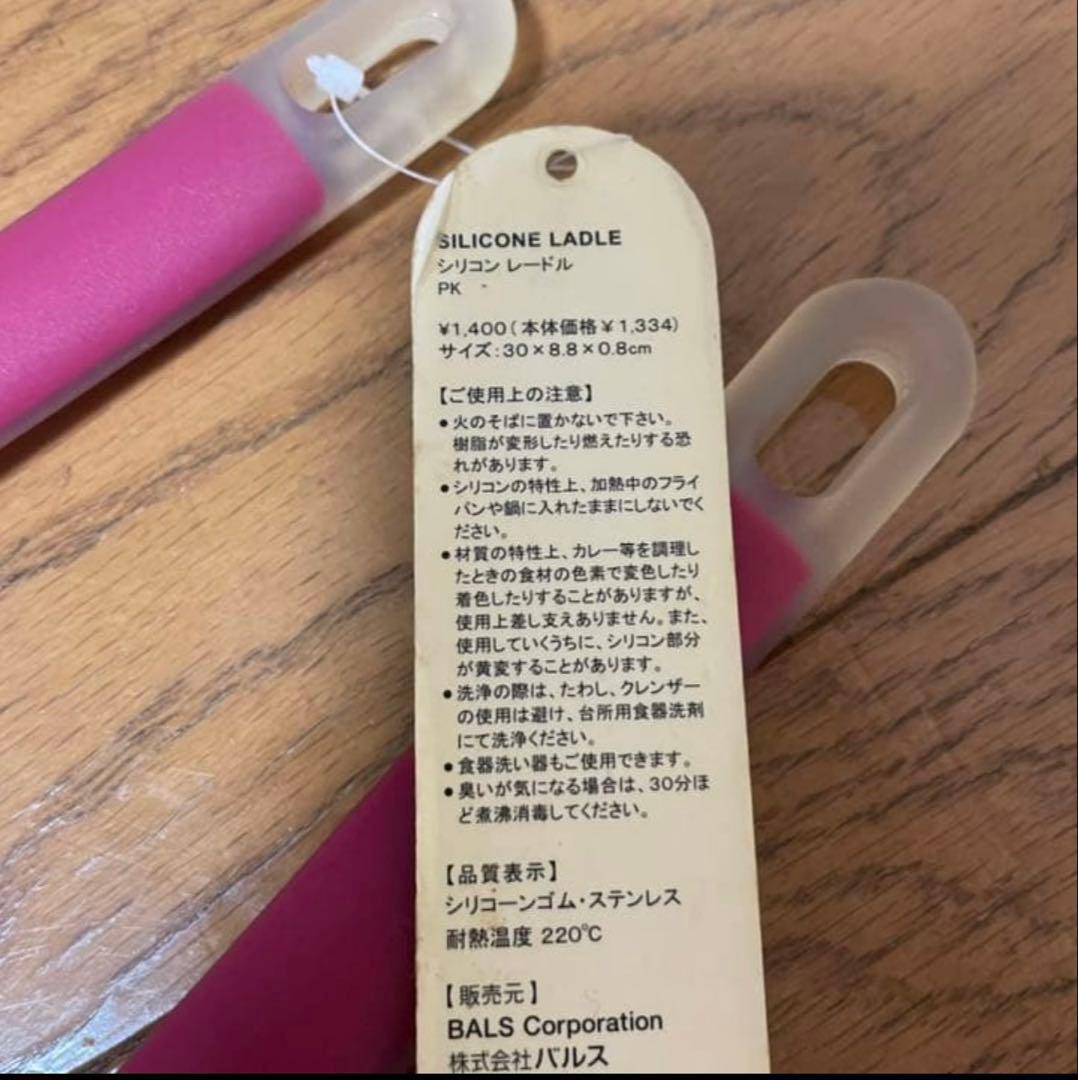 SILICONE LADLE
シリコン レードル
PK
¥1,400(本体価格¥1,334)
サイズ:30×8.8×0.8cm
【ご使用上の注意】
●火のそばに置かないで下さい。
樹脂が変形したり燃えたりする恐
れがあります。
●シリコンの特性上、加熱中のフライ
パンや鍋に入れたままにしないでく
ださい。
●材質の特性上、カレー等を調理し
たときの食材の色素で変色したり
着色したりすることがありますが、
使用上差し支えありません。また、
使用していくうちに、シリコン部分
が黄変することがあります。
●洗浄の際は、たわし、クレンザー
の使用は避け、台所用食器洗剤
にて洗浄ください。
●食器洗い器もご使用できます。
●臭いが気になる場合は、30分ほ
ど煮沸消毒してください。
【品質表示】
シリコーンゴム・ステンレス
耐熱温度 220℃
【販売元】
BALS Corporation
株式会社バルス